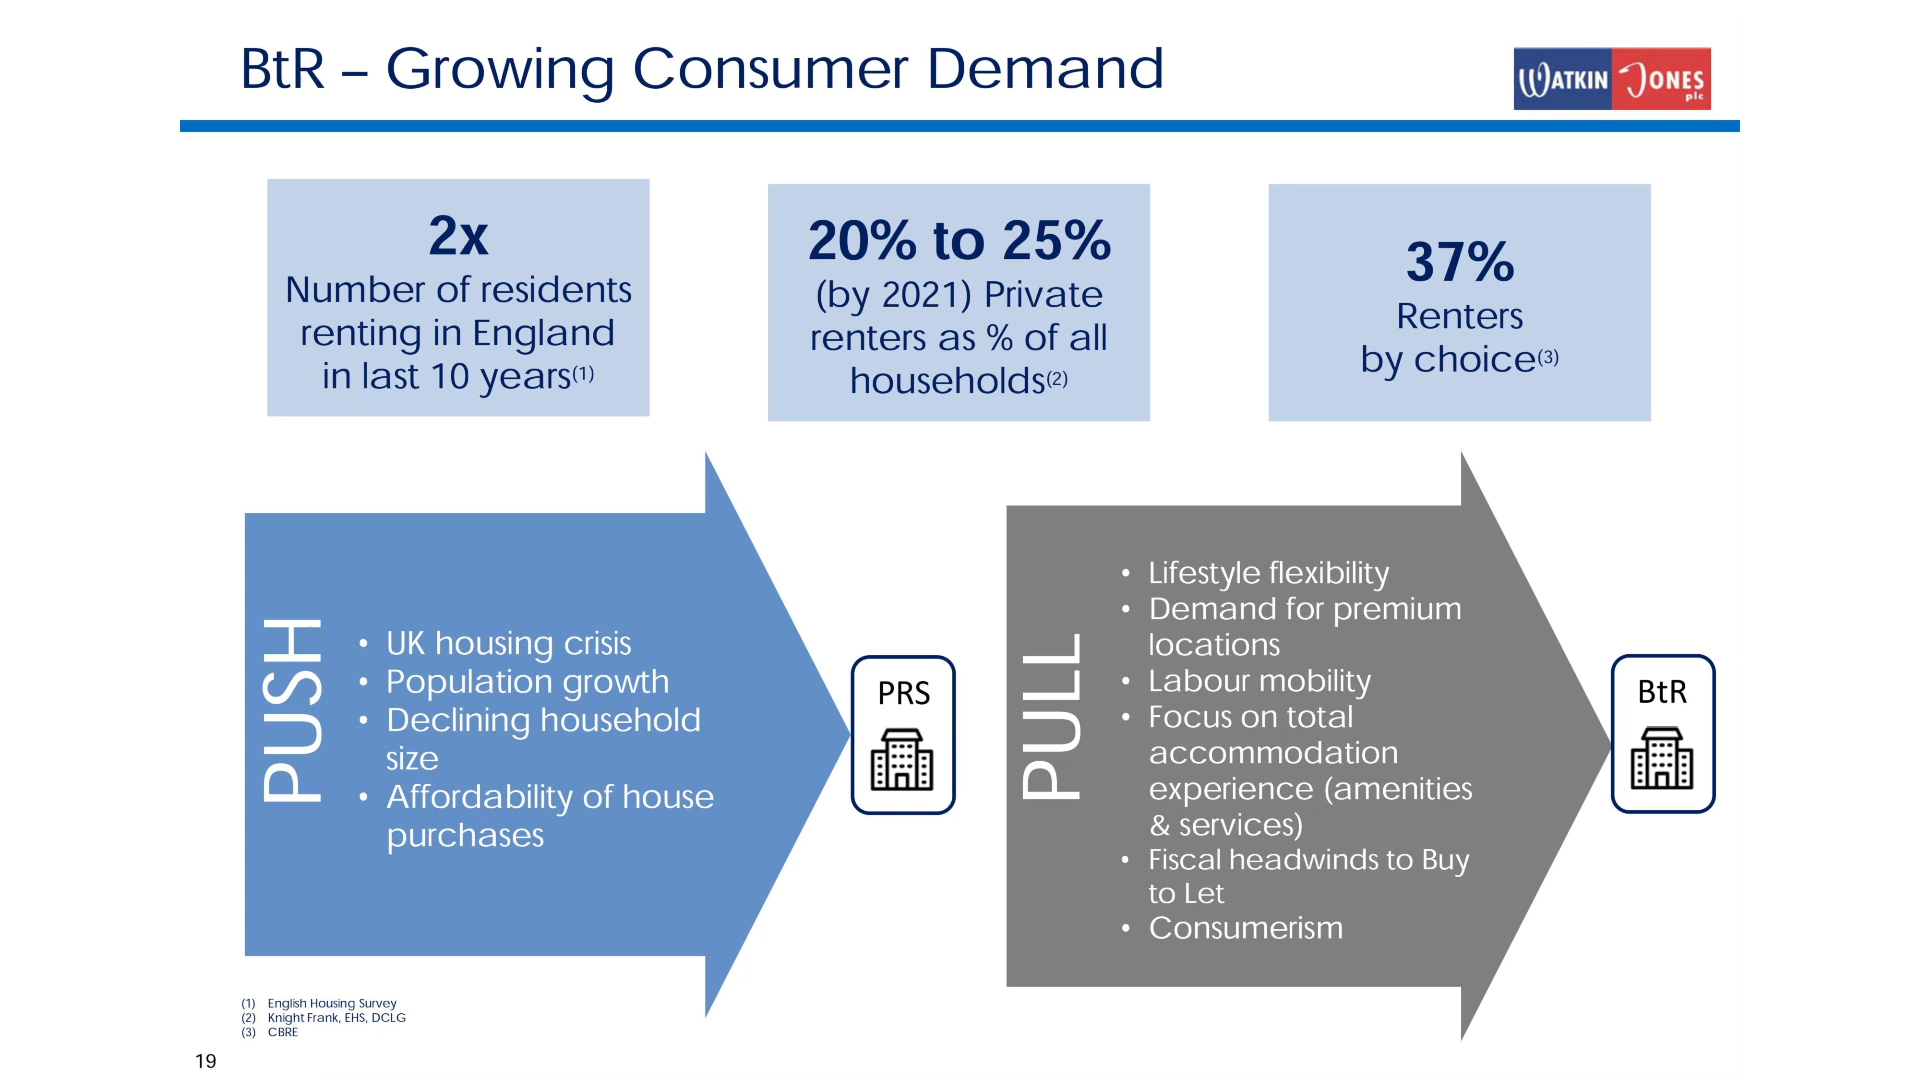 BtR – Growing Consumer Demand
WATKIN JONES
plc
2x
Number of residents
renting in England
in last 10 years(1)
20% to 25%
(by 2021) Private
renters as % of all
households(2)
37%
Renters
by choice(3)
PUSH
• UK housing crisis
• Population growth
• Declining household
size
• Affordability of house
purchases
PRS
PULL
• Lifestyle flexibility
• Demand for premium
locations
• Labour mobility
• Focus on total
accommodation
experience (amenities
& services)
• Fiscal headwinds to Buy
to Let
• Consumerism
BtR
(1) English Housing Survey
(2) Knight Frank, EHS, DCLG
(3) CBRE
19